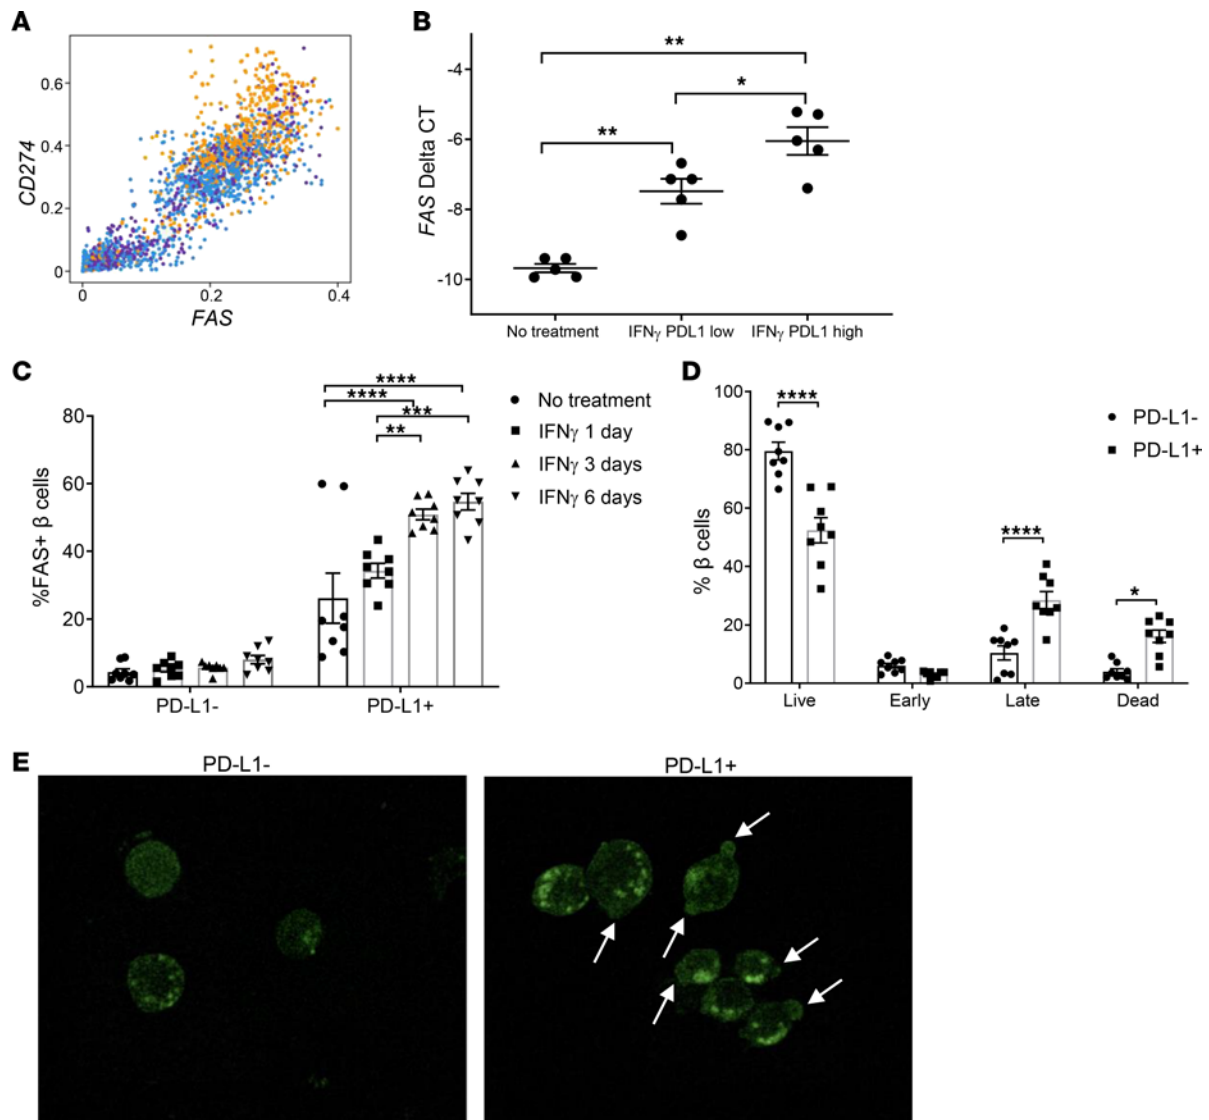 A
CD274
0.6
0.4
0.2
0
0
0.2
0.4
FAS
B
FAS Delta CT
-4
-6
-8
-10
**
*
**
No treatment
IFNγ PDL1 low
IFNγ PDL1 high
C
%FAS+ β cells
80
60
40
20
0
****
****
***
**
PD-L1-
PD-L1+
No treatment
IFNγ 1 day
IFNγ 3 days
IFNγ 6 days
D
% β cells
100
80
60
40
20
0
****
****
*
Live
Early
Late
Dead
PD-L1-
PD-L1+
E
PD-L1-
PD-L1+